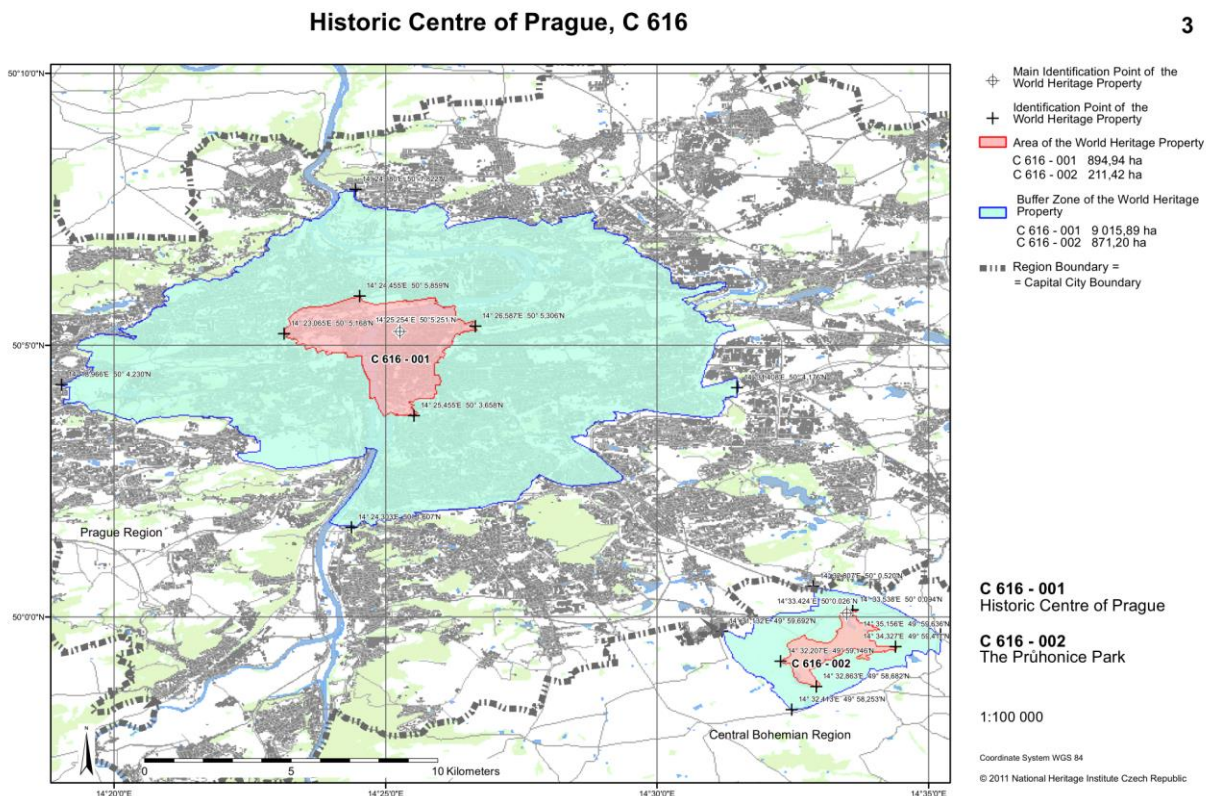 Historic Centre of Prague, C 616
3
50°10'0"N
50°5'0"N
50°0'0"N
14°20'0"E
14°25'0"E
14°30'0"E
14°35'0"E
14° 24,455'E 50° 5.859'N
14° 23,065'E 50° 5.168'N
14°25.254'E 50°5.251'N
14° 26,587'E 50° 5,306'N
C 616 - 001
50° 4.230'N
14° 25,455'E 50° 3.658'N
Prague Region
50° 0.520'N
14°33.424'E 50°0.026'N
14° 33,538'E 50° 0.094'N
49° 59,692'N
14° 35,156'E 49° 59,636'N
14° 34,327'E
14° 32,207'E 49° 59,146'N
C 616 - 002
14° 32,863'E 49° 58,682'N
14° 32,413'E 49° 58,253'N
Central Bohemian Region
N
0 5 10 Kilometers
Main Identification Point of the
World Heritage Property
Identification Point of the
World Heritage Property
Area of the World Heritage Property
C 616 - 001 894,94 ha
C 616 - 002 211,42 ha
Buffer Zone of the World Heritage
Property
C 616 - 001 9 015,89 ha
C 616 - 002 871,20 ha
Region Boundary =
= Capital City Boundary
C 616 - 001
Historic Centre of Prague
C 616 - 002
The Průhonice Park
1:100 000
Coordinate System WGS 84
© 2011 National Heritage Institute Czech Republic